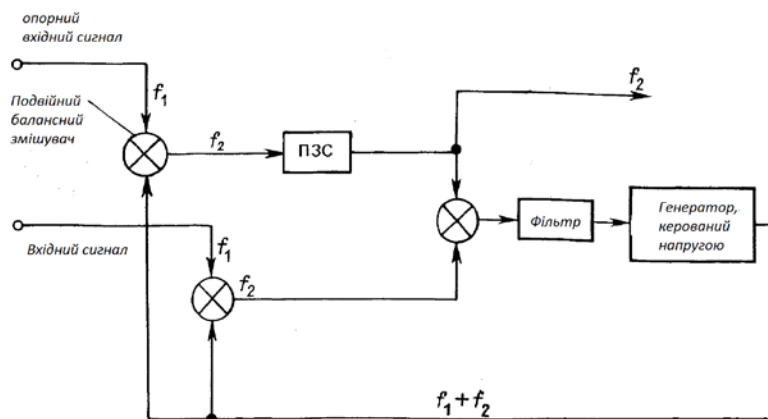 опорний
вхідний сигнал
f₁
f₂
Подвійний
балансний
змішувач
f₂
ПЗС
Фільтр
Генератор,
керований
напругою
Вхідний сигнал
f₁
f₂
f₁ + f₂